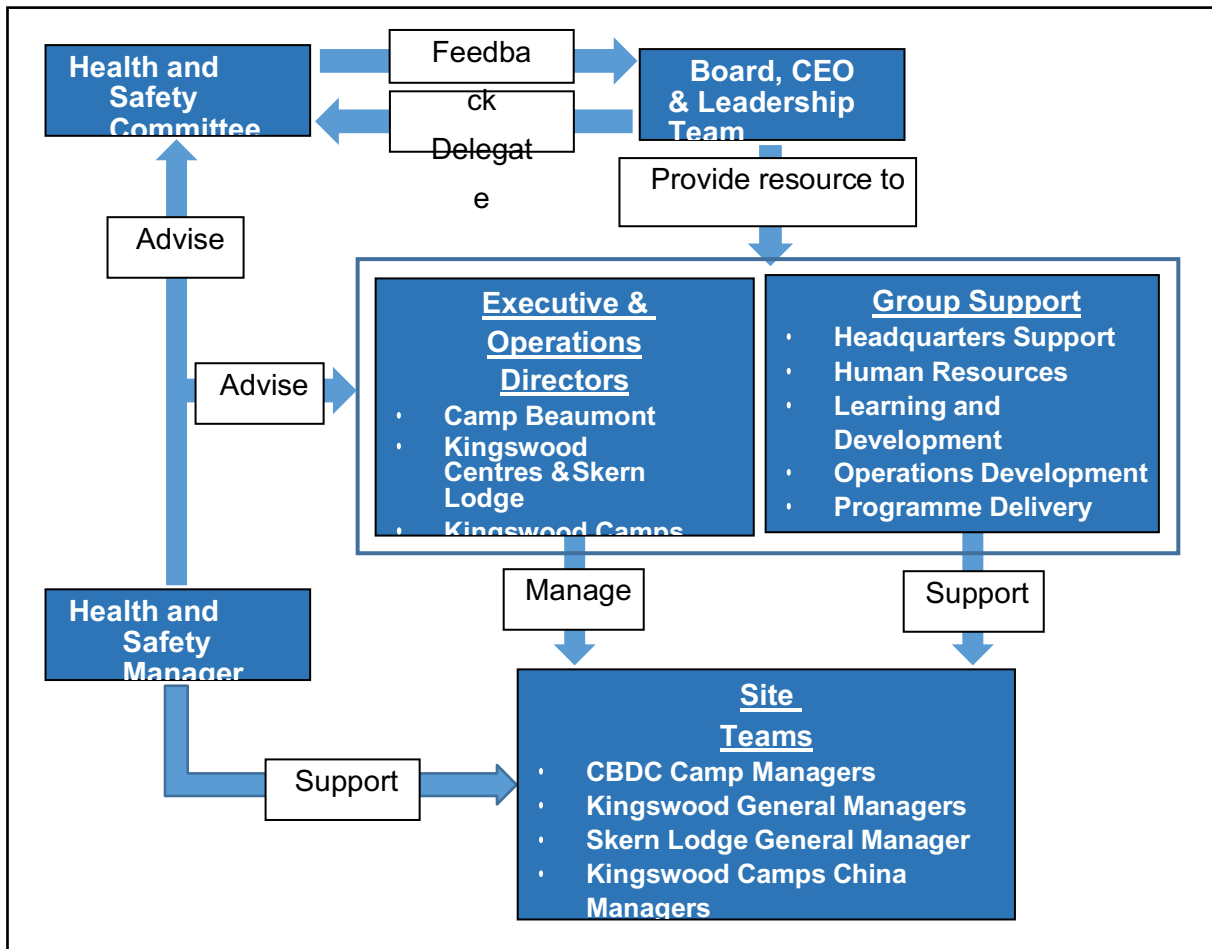 Health and
Safety
Committee
Feedba
ck
Delegat
e
Board, CEO
& Leadership
Team
Provide resource to
Advise
Advise
Executive &
Operations
Directors
· Camp Beaumont
· Kingswood
Centres &Skern
Lodge
· Kingswood Camps
Group Support
· Headquarters Support
· Human Resources
· Learning and
Development
· Operations Development
· Programme Delivery
Manage
Support
Health and
Safety
Manager
Support
Site
Teams
· CBDC Camp Managers
· Kingswood General Managers
· Skern Lodge General Manager
· Kingswood Camps China
Managers